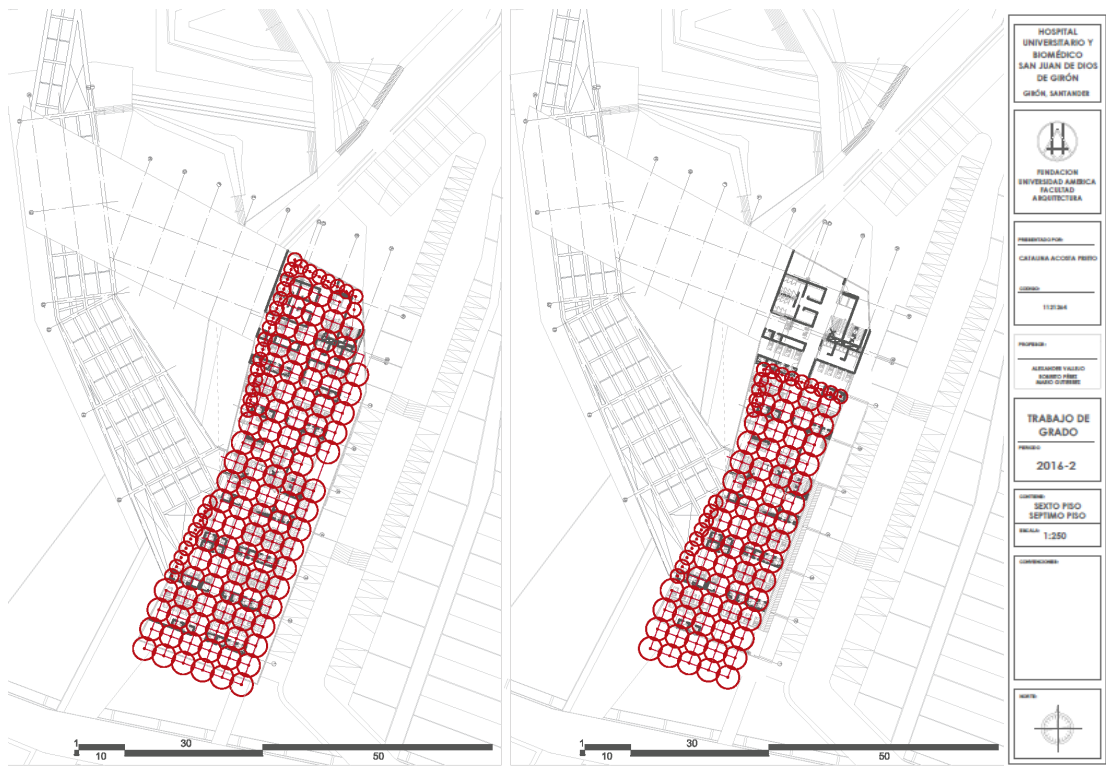 HOSPITAL
UNIVERSITARIO Y
BIOMÉDICO
SAN JUAN DE DIOS
DE GIRÓN
GIRÓN, SANTANDER
FUNDACION
UNIVERSIDAD AMÉRICA
FACULTAD
ARQUITECTURA
PRESENTADO POR:
CATALINA ACOSTA PRIETO
CODIGO:
PROFESOR:
ALEXANDER VALLEJO
MARIO GUTIERREZ
TRABAJO DE
GRADO
PERIODO:
2016-2
CONTIENE:
SEXTO PISO
SEPTIMO PISO
ESCALA:
1:250
CONVENCIONES:
NORTE:
1
30
10
50
1
30
10
50